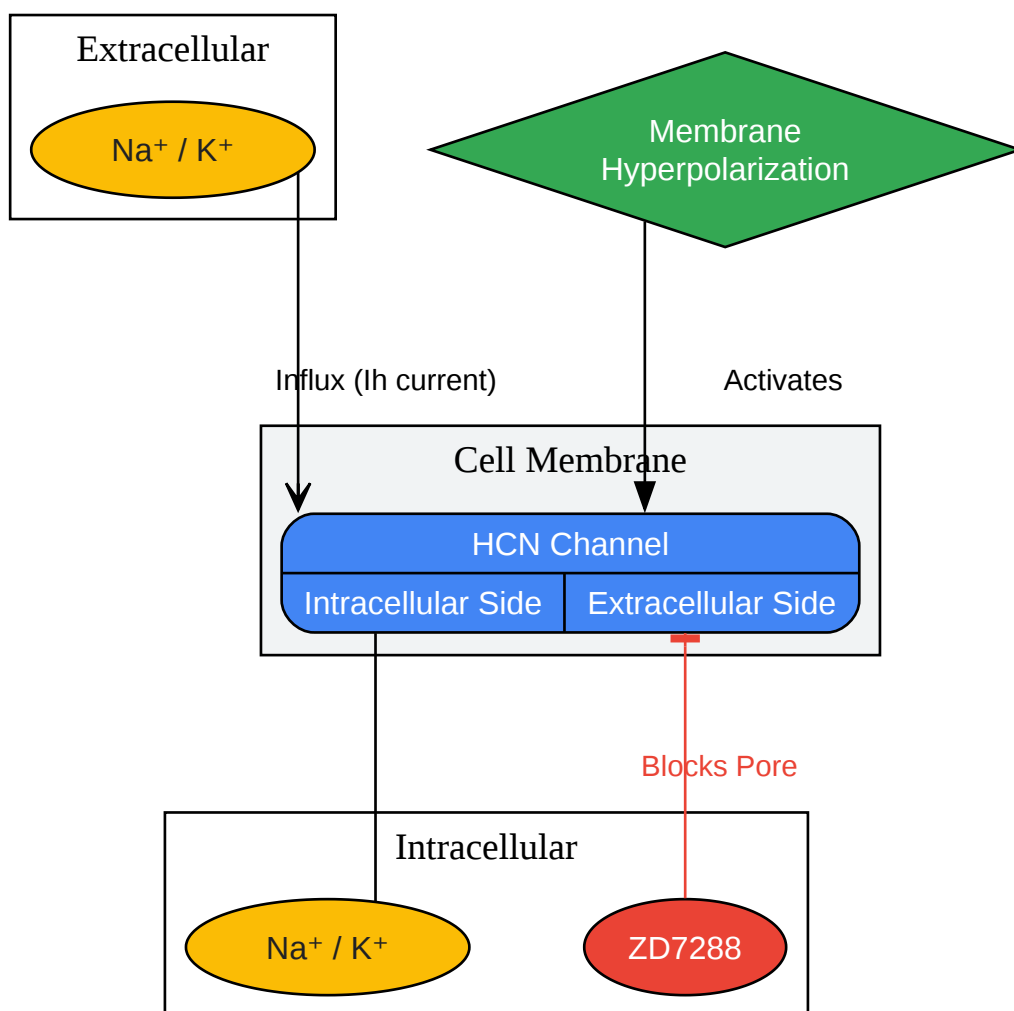 Extracellular
Na⁺ / K⁺
Membrane
Hyperpolarization
Influx (Ih current)
Activates
Cell Membrane
HCN Channel
Intracellular Side
Extracellular Side
Blocks Pore
Intracellular
Na⁺ / K⁺
ZD7288